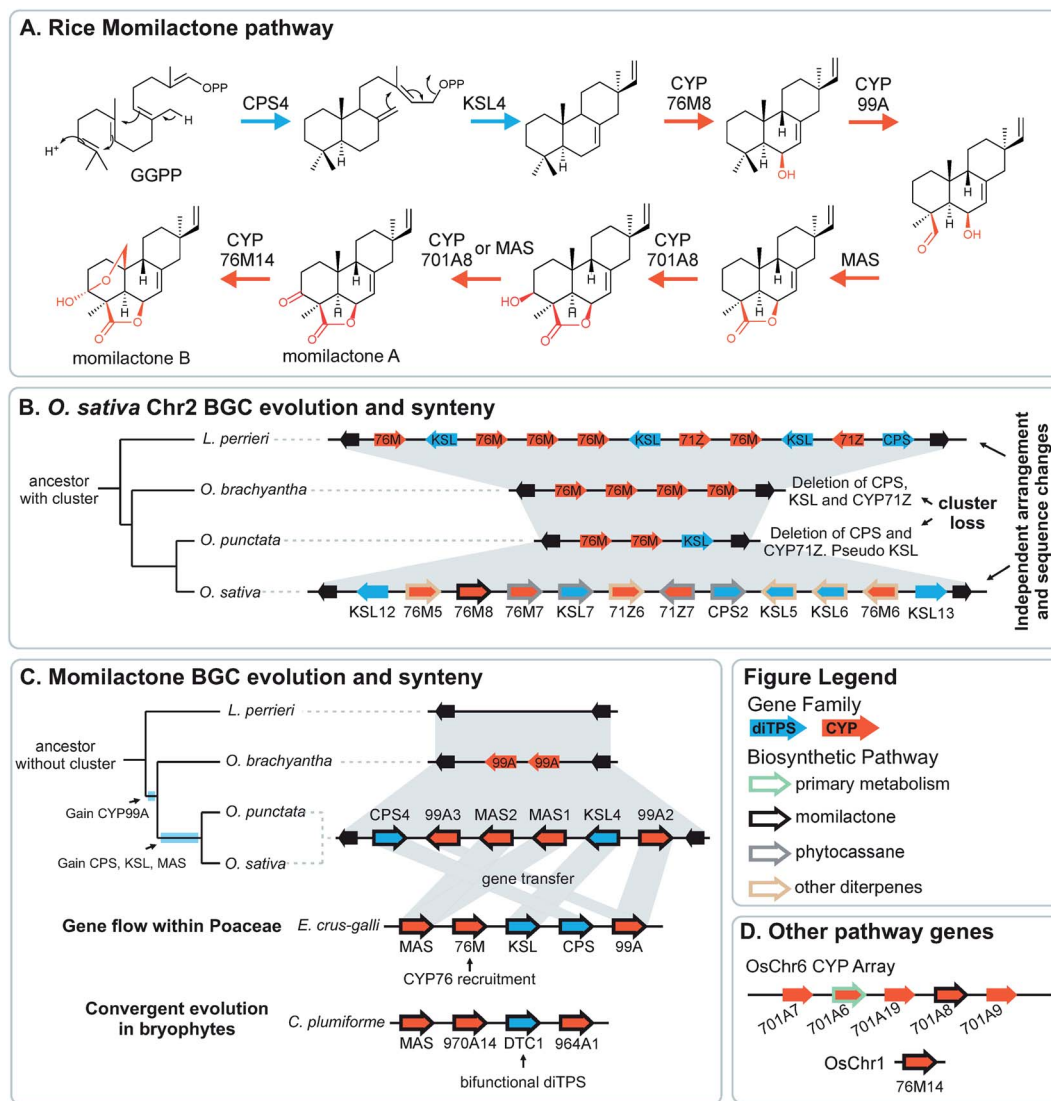 A. Rice Momilactone pathway
OPP
H
H+
GGPP
CPS4
OPP
H
KSL4
H
H
CYP
76M8
H
H
OH
CYP
99A
H
H
O
OH
MAS
H
H
O
O
CYP
701A8
H
HO
H
O
O
CYP
701A8
or MAS
H
O
H
O
O
momilactone A
CYP
76M14
O
H
HO
H
O
O
momilactone B
B. O. sativa Chr2 BGC evolution and synteny
ancestor
with cluster
L. perrieri
76M KSL 76M 76M 76M KSL 71Z 76M KSL 71Z CPS
O. brachyantha
76M 76M 76M 76M
Deletion of CPS,
KSL and CYP71Z
O. punctata
76M 76M KSL
Deletion of CPS and
CYP71Z. Pseudo KSL
cluster
loss
O. sativa
KSL12 76M5 76M8 76M7 KSL7 71Z6 71Z7 CPS2 KSL5 KSL6 76M6 KSL13
Independent arrangement
and sequence changes
C. Momilactone BGC evolution and synteny
ancestor
without cluster
L. perrieri
O. brachyantha
99A 99A
Gain CYP99A
O. punctata
CPS4 99A3 MAS2 MAS1 KSL4 99A2
Gain CPS, KSL, MAS
O. sativa
gene transfer
Gene flow within Poaceae
E. crus-galli
MAS 76M KSL CPS 99A
CYP76 recruitment
Convergent evolution
in bryophytes
C. plumiforme
MAS 970A14 DTC1 964A1
bifunctional diTPS
Figure Legend
Gene Family
diTPS CYP
Biosynthetic Pathway
primary metabolism
momilactone
phytocassane
other diterpenes
D. Other pathway genes
OsChr6 CYP Array
701A7 701A6 701A19 701A8 701A9
OsChr1
76M14